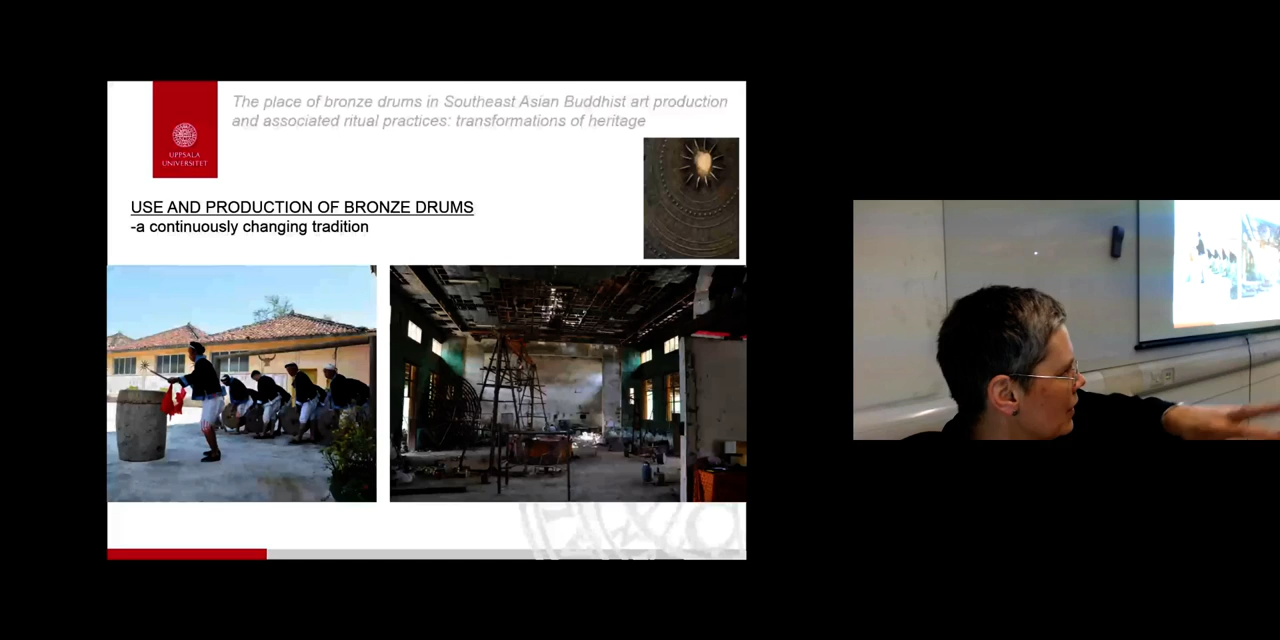 The place of bronze drums in Southeast Asian Buddhist art production
and associated ritual practices: transformations of heritage
UPPSALA
UNIVERSITET
USE AND PRODUCTION OF BRONZE DRUMS
-a continuously changing tradition